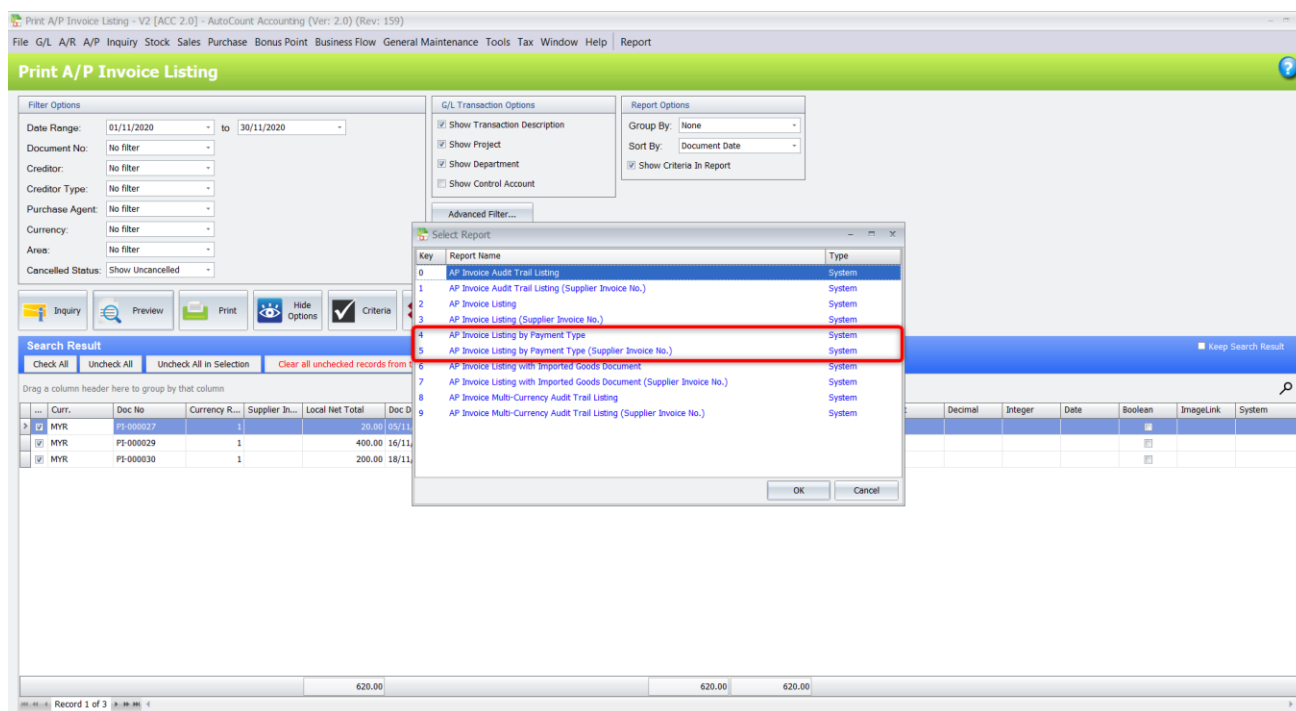 Print A/P Invoice Listing - V2 [ACC 2.0] - AutoCount Accounting (Ver: 2.0) (Rev: 159)
File G/L A/R A/P Inquiry Stock Sales Purchase Bonus Point Business Flow General Maintenance Tools Tax Window Help Report
Print A/P Invoice Listing
Filter Options
Date Range: 01/11/2020 to 30/11/2020
Document No: No filter
Creditor: No filter
Creditor Type: No filter
Purchase Agent: No filter
Currency: No filter
Area: No filter
Cancelled Status: Show Uncancelled
G/L Transaction Options
Show Transaction Description
Show Project
Show Department
Show Control Account
Report Options
Group By: None
Sort By: Document Date
Show Criteria In Report
Advanced Filter...
Inquiry Preview Print Hide Options Criteria
Select Report
Key Report Name Type
0 AP Invoice Audit Trail Listing System
1 AP Invoice Audit Trail Listing (Supplier Invoice No.) System
2 AP Invoice Listing System
3 AP Invoice Listing (Supplier Invoice No.) System
4 AP Invoice Listing by Payment Type System
5 AP Invoice Listing by Payment Type (Supplier Invoice No.) System
6 AP Invoice Listing with Imported Goods Document System
7 AP Invoice Listing with Imported Goods Document (Supplier Invoice No.) System
8 AP Invoice Multi-Currency Audit Trail Listing System
9 AP Invoice Multi-Currency Audit Trail Listing (Supplier Invoice No.) System
OK Cancel
Search Result Keep Search Result
Check All Uncheck All Uncheck All in Selection Clear all unchecked records from
Drag a column header here to group by that column
... Curr. Doc No Currency R... Supplier In... Local Net Total Doc D Decimal Integer Date Boolean ImageLink System
MYR PI-000027 1 20.00 05/11/
MYR PI-000029 1 400.00 16/11/
MYR PI-000030 1 200.00 18/11/
620.00 620.00 620.00
Record 1 of 3